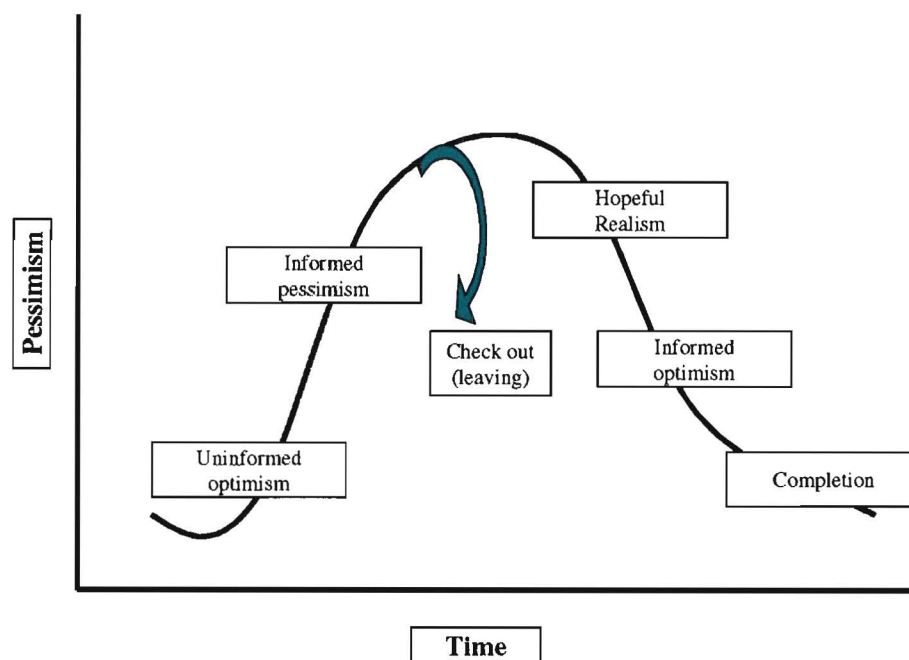 Pessimism
Hopeful
Realism
Informed
pessimism
Check out
(leaving)
Informed
optimism
Uninformed
optimism
Completion
Time